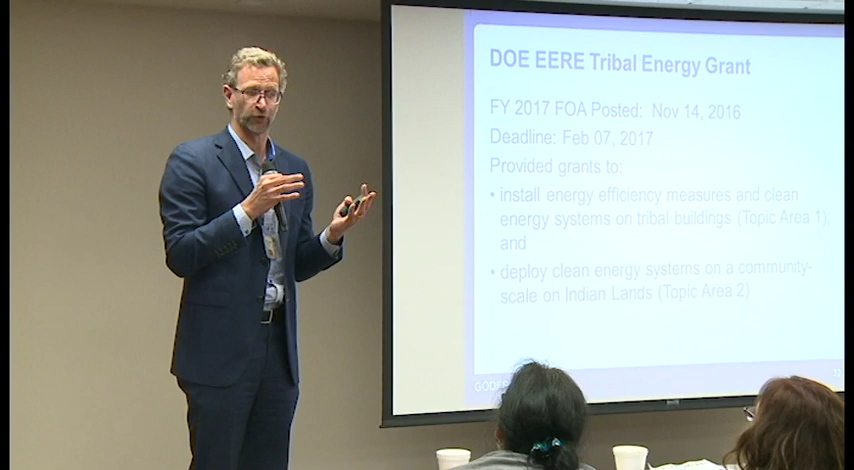 DOE EERE Tribal Energy Grant
FY 2017 FOA Posted: Nov 14, 2016
Deadline: Feb 07, 2017
Provided grants to:
• install energy efficiency measures and clean
energy systems on tribal buildings (Topic Area 1),
and
• deploy clean energy systems on a community-
scale on Indian Lands (Topic Area 2)